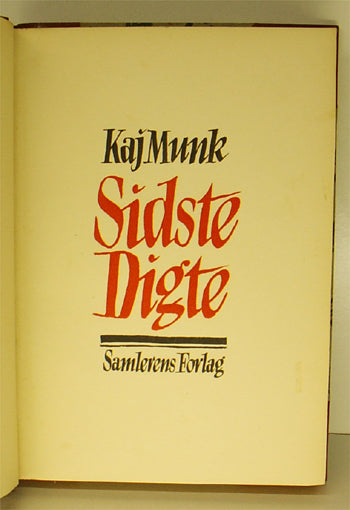 Kaj Munk
Sidste
Digte
Samlerens Forlag